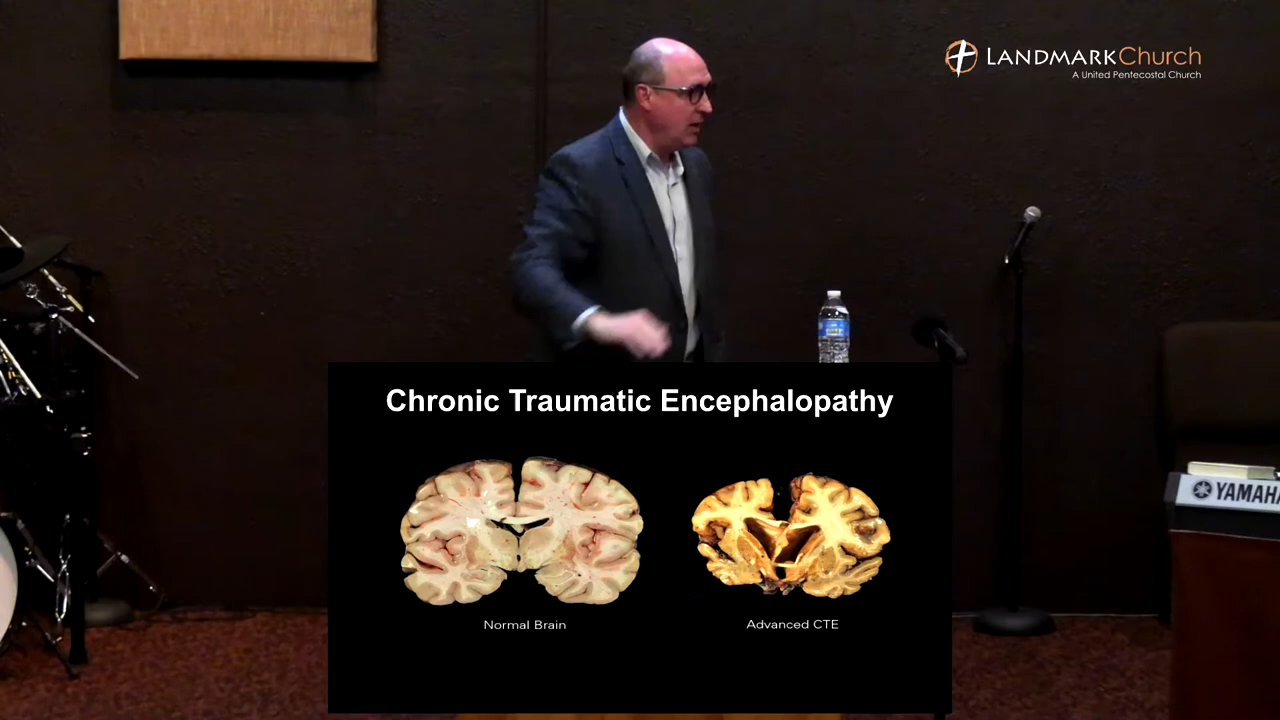 LANDMARKChurch
A United Pentecostal Church
Chronic Traumatic Encephalopathy
Normal Brain
Advanced CTE
YAMAHA